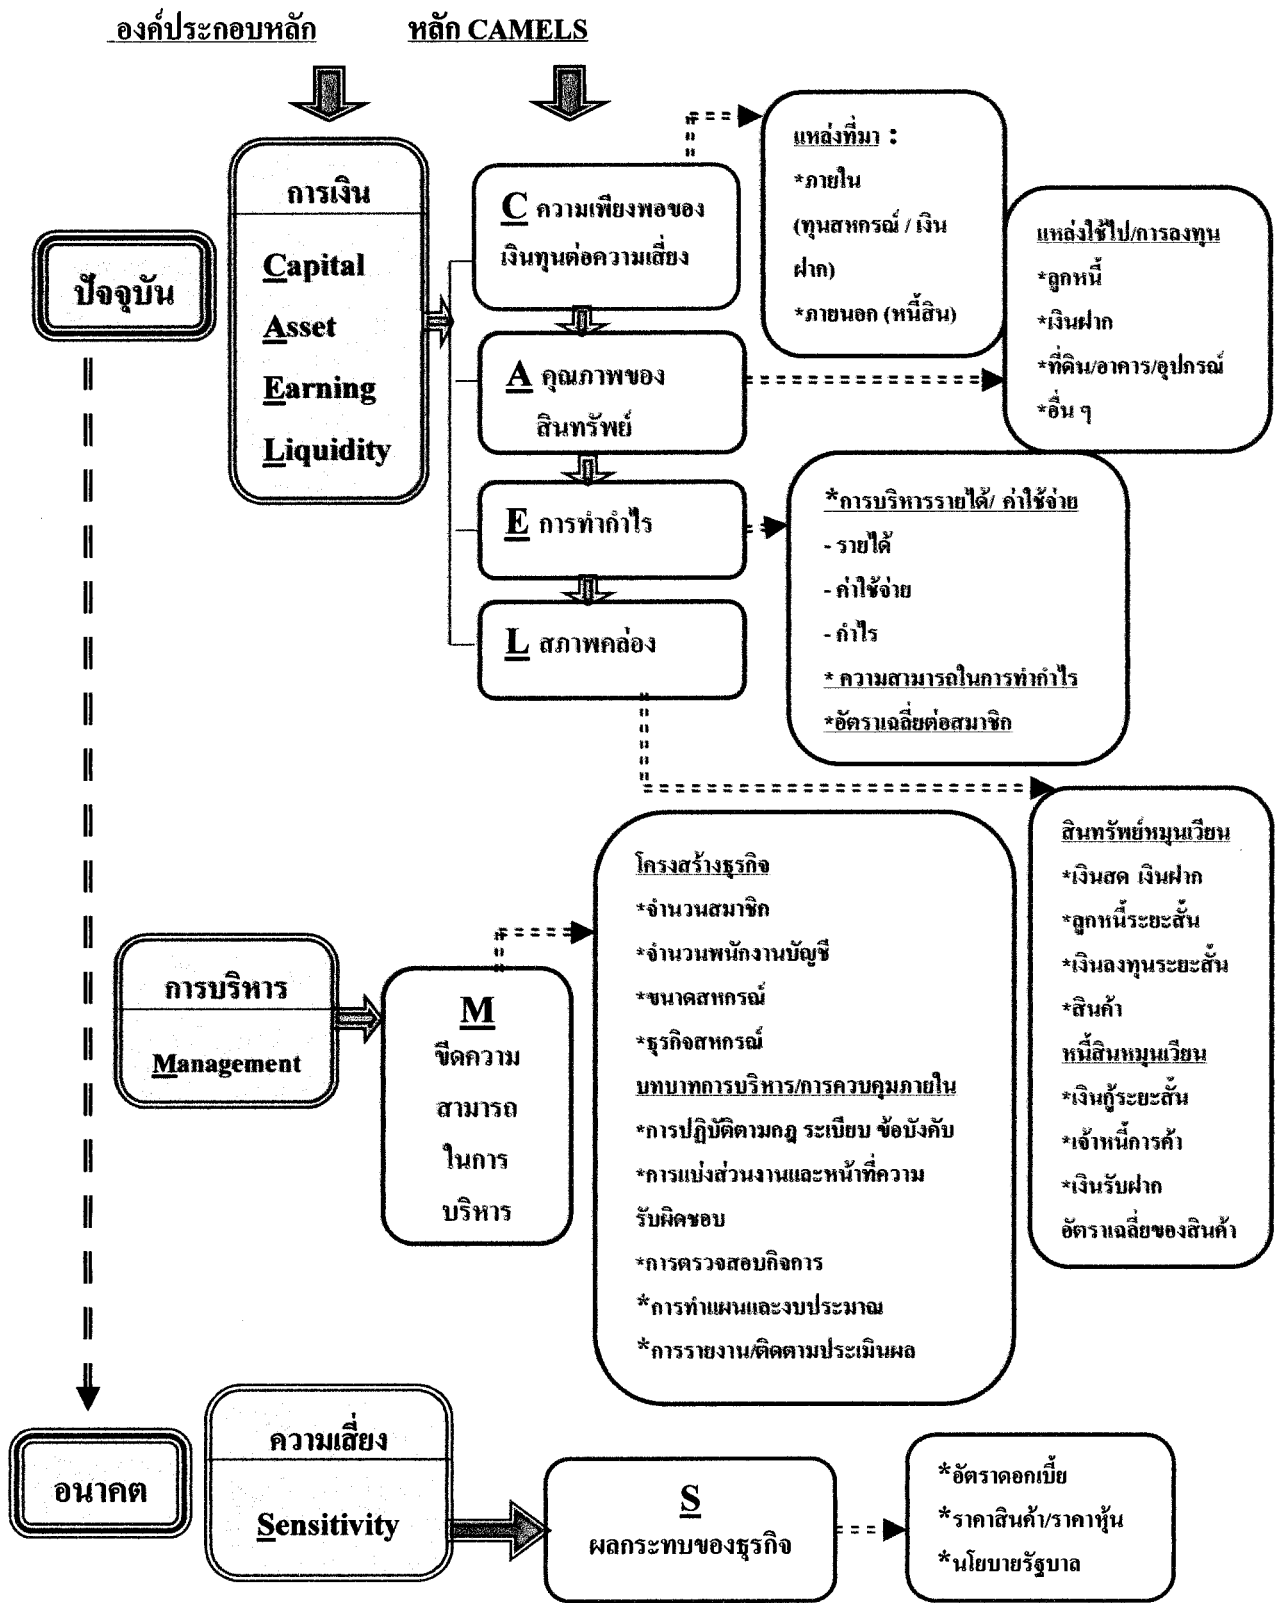 องค์ประกอบหลัก
หลัก CAMELS
ปัจจุบัน
การเงิน
Capital
Asset
Earning
Liquidity
C ความเพียงพอของ
เงินทุนต่อความเสี่ยง
แหล่งที่มา :
*ภายใน
(ทุนสหกรณ์ / เงิน
ฝาก)
*ภายนอก (หนี้สิน)
A คุณภาพของ
สินทรัพย์
แหล่งใช้ไป/การลงทุน
*ลูกหนี้
*เงินฝาก
*ที่ดิน/อาคาร/อุปกรณ์
*อื่น ๆ
E การทำกำไร
*การบริหารรายได้/ ค่าใช้จ่าย
- รายได้
- ค่าใช้จ่าย
- กำไร
* ความสามารถในการทำกำไร
*อัตราเฉลี่ยต่อสมาชิก
L สภาพคล่อง
สินทรัพย์หมุนเวียน
*เงินสด เงินฝาก
*ลูกหนี้ระยะสั้น
*เงินลงทุนระยะสั้น
*สินค้า
หนี้สินหมุนเวียน
*เงินกู้ระยะสั้น
*เจ้าหนี้การค้า
*เงินรับฝาก
อัตราเฉลี่ยของสินค้า
การบริหาร
Management
M
ขีดความ
สามารถ
ในการ
บริหาร
โครงสร้างธุรกิจ
*จำนวนสมาชิก
*จำนวนพนักงานบัญชี
*ขนาดสหกรณ์
*ธุรกิจสหกรณ์
บทบาทการบริหาร/การควบคุมภายใน
*การปฏิบัติตามกฎ ระเบียบ ข้อบังคับ
*การแบ่งส่วนงานและหน้าที่ความ
รับผิดชอบ
*การตรวจสอบกิจการ
*การทำแผนและงบประมาณ
*การรายงาน/ติดตามประเมินผล
อนาคต
ความเสี่ยง
Sensitivity
S
ผลกระทบของธุรกิจ
*อัตราดอกเบี้ย
*ราคาสินค้า/ราคาหุ้น
*นโยบายรัฐบาล